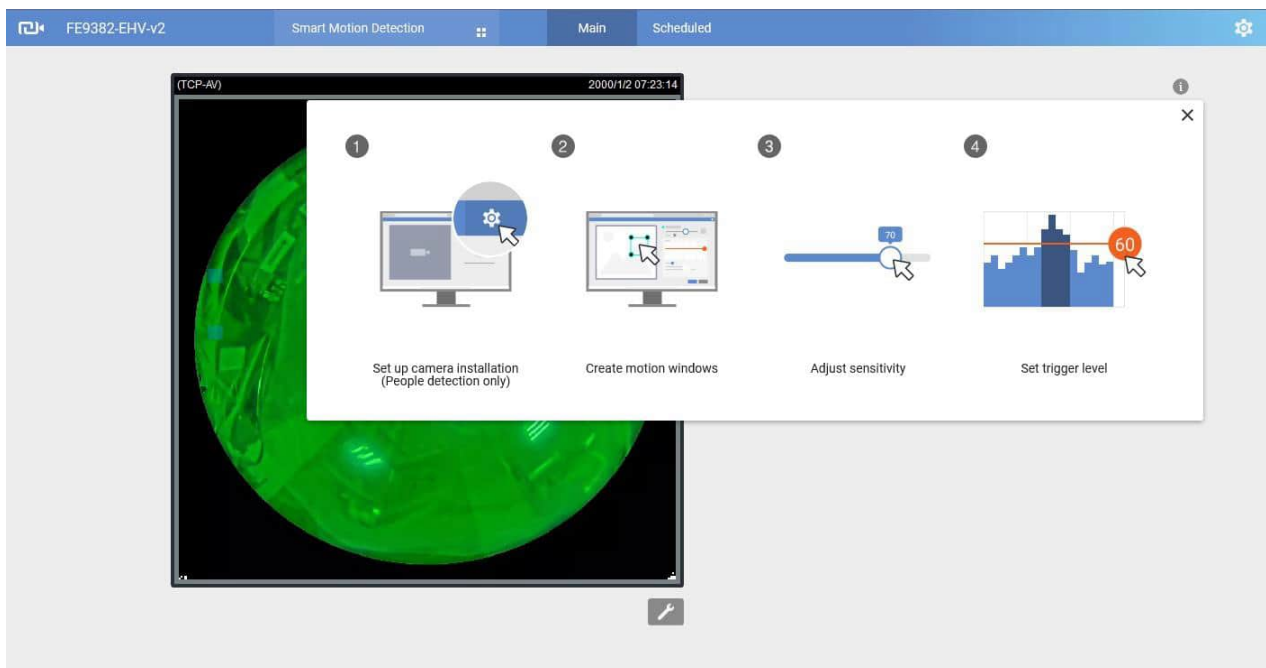 FE9382-EHV-v2 Smart Motion Detection Main Scheduled
(TCP-AV) 2000/1/2 07:23:14
1 2 3 4
70
60
Set up camera installation
(People detection only)
Create motion windows
Adjust sensitivity
Set trigger level